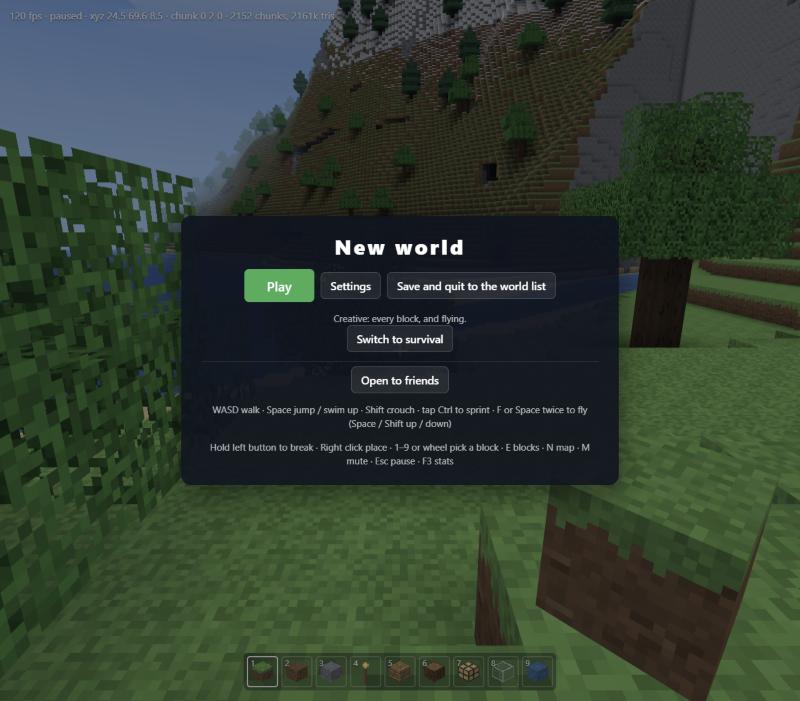 120 fps · paused · xyz 24.5 69.6 8.5 · chunk 0 2 0 · 2152 chunks, 2161k tris
New world
Play Settings Save and quit to the world list
Creative: every block, and flying.
Switch to survival
Open to friends
WASD walk · Space jump / swim up · Shift crouch · tap Ctrl to sprint · F or Space twice to fly
(Space / Shift up / down)
Hold left button to break · Right click place · 1–9 or wheel pick a block · E blocks · N map · M
mute · Esc pause · F3 stats
1 2 3 4 5 6 7 8 9